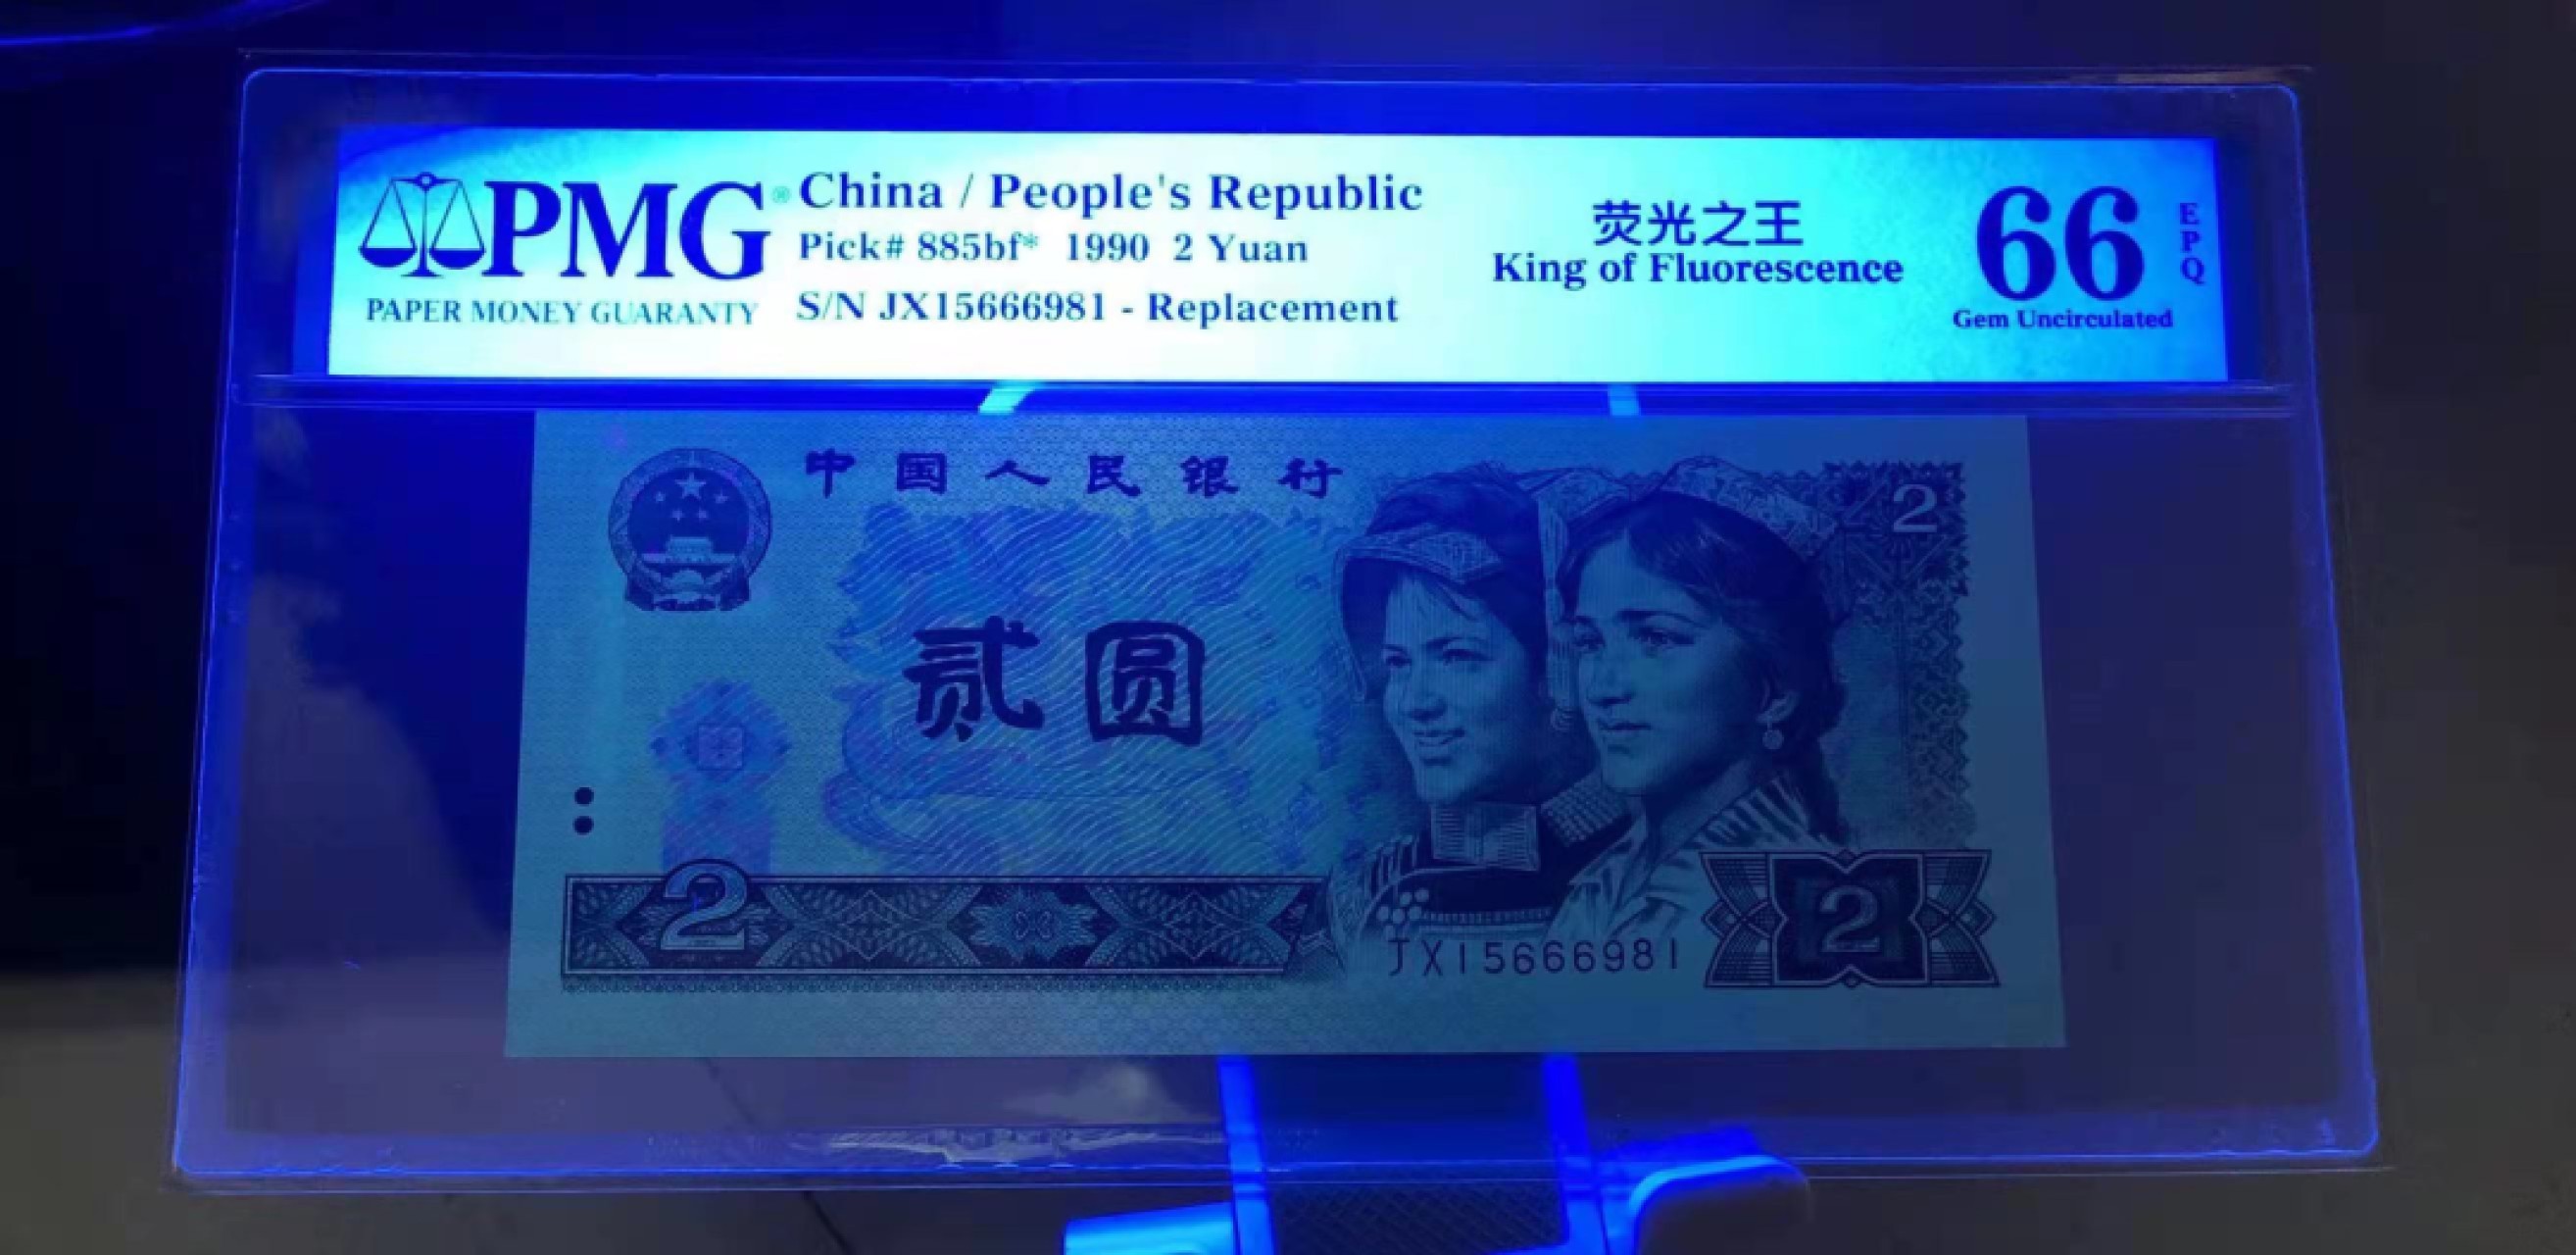 PMG®
PAPER MONEY GUARANTY
China / People's Republic
Pick# 885bf* 1990 2 Yuan
S/N JX15666981 - Replacement
荧光之王
King of Fluorescence
66
EPQ
Gem Uncirculated
中国人民银行
2
贰圆
2
JX15666981
2